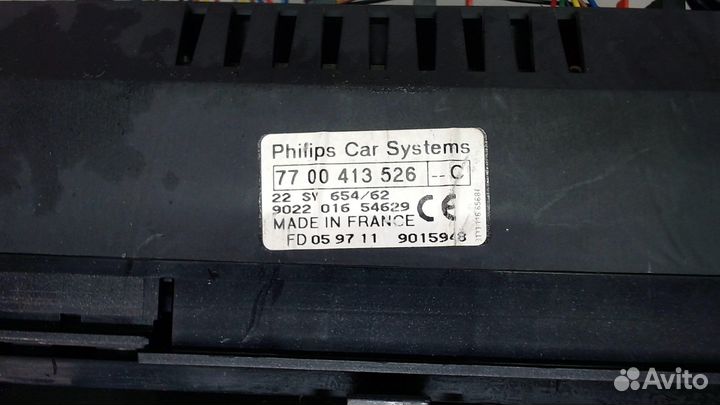 Philips Car Systems
77 00 413 526 --C
22 SY 654/62
9022 016 54629
CE
MADE IN FRANCE
FD 05 97 11 9015948
Avito